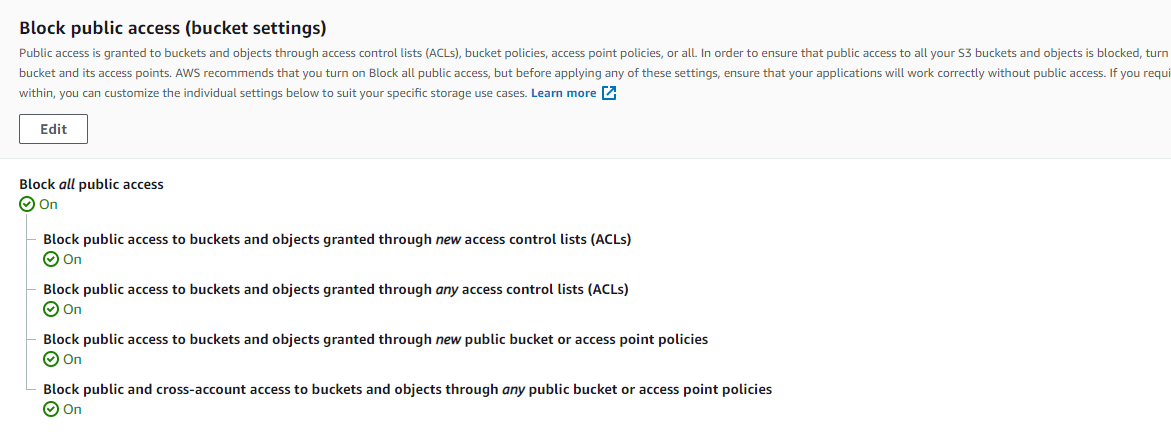 Block public access (bucket settings)
Public access is granted to buckets and objects through access control lists (ACLs), bucket policies, access point policies, or all. In order to ensure that public access to all your S3 buckets and objects is blocked, turn
bucket and its access points. AWS recommends that you turn on Block all public access, but before applying any of these settings, ensure that your applications will work correctly without public access. If you requi
within, you can customize the individual settings below to suit your specific storage use cases. Learn more
Edit
Block all public access
On
Block public access to buckets and objects granted through new access control lists (ACLs)
On
Block public access to buckets and objects granted through any access control lists (ACLs)
On
Block public access to buckets and objects granted through new public bucket or access point policies
On
Block public and cross-account access to buckets and objects through any public bucket or access point policies
On